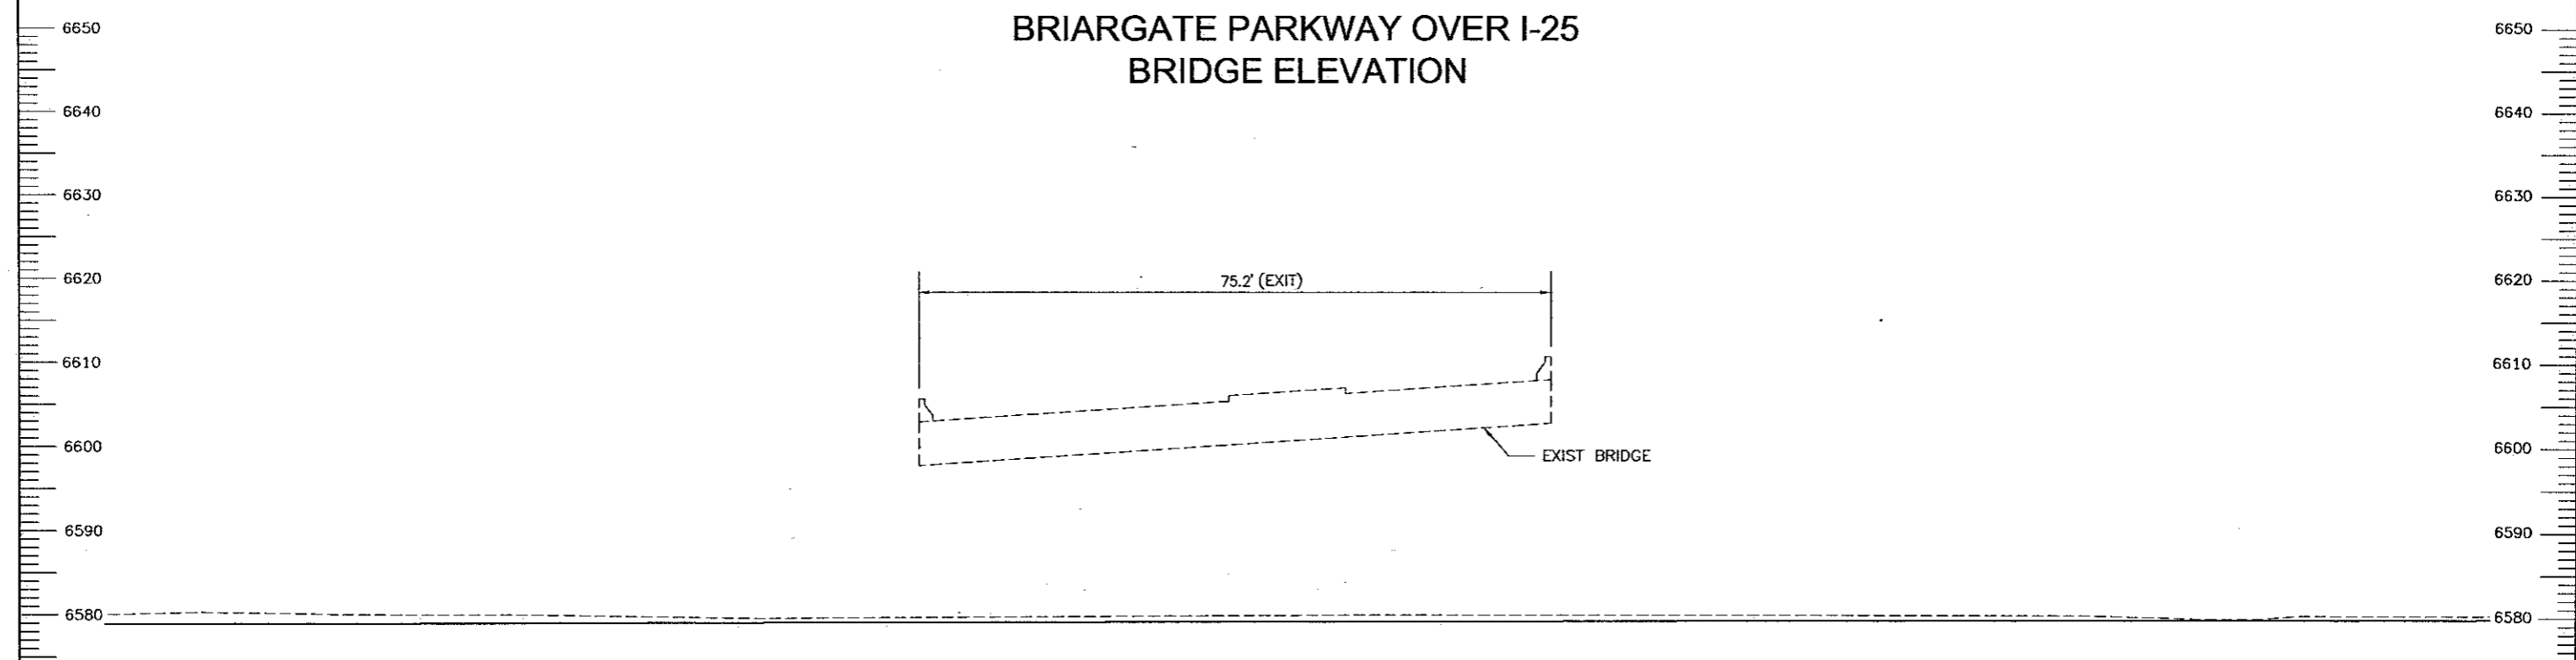 BRIARGATE PARKWAY OVER I-25
BRIDGE ELEVATION
6650 6650
6640 6640
6630 6630
6620 75.2' (EXIT) 6620
6610 6610
6600 6600
EXIST BRIDGE
6590 6590
6580 6580